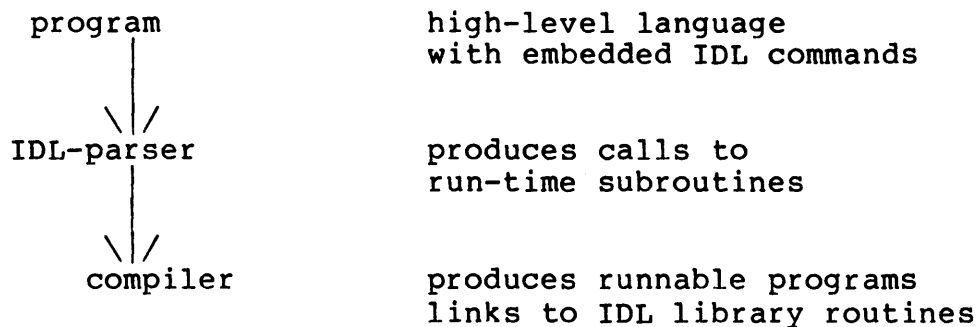 program high-level language
with embedded IDL commands
IDL-parser produces calls to
run-time subroutines
compiler produces runnable programs
links to IDL library routines